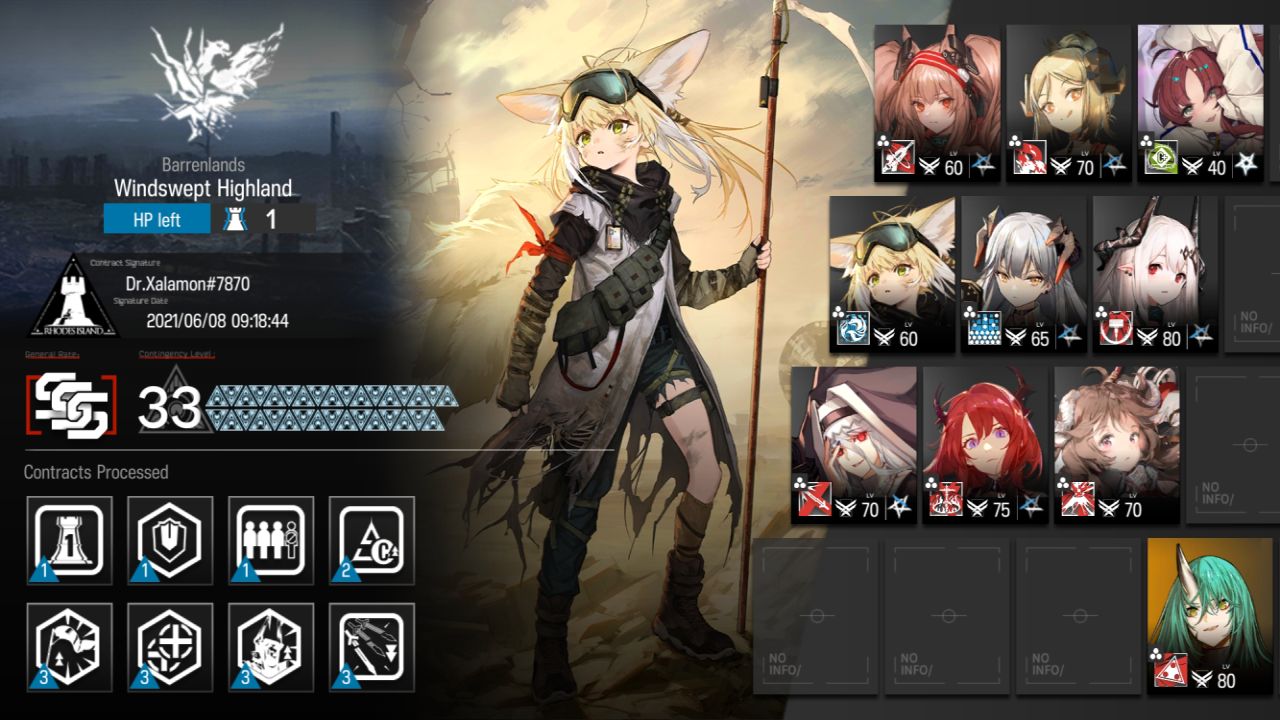 Barrenlands
Windswept Highland
HP left
1
Contract Signature
Dr.Xalamon#7870
Signature Date
2021/06/08 09:18:44
RHODES ISLAND
General Rate:
Contingency Level:
SSS
33
Contracts Processed
1
1
1
1
2
3
3
3
3
LV
60
LV
70
LV
40
LV
60
LV
65
LV
80
NO
INFO/
LV
70
LV
75
LV
70
NO
INFO/
NO
INFO/
NO
INFO/
NO
INFO/
LV
80